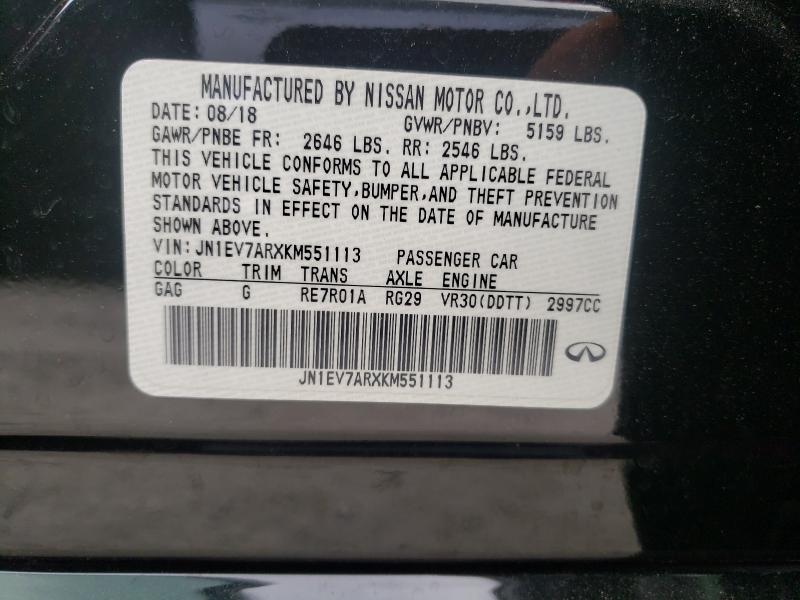 MANUFACTURED BY NISSAN MOTOR CO.,LTD.
DATE: 08/18 GVWR/PNBV: 5159 LBS.
GAWR/PNBE FR: 2646 LBS. RR: 2546 LBS.
THIS VEHICLE CONFORMS TO ALL APPLICABLE FEDERAL
MOTOR VEHICLE SAFETY,BUMPER,AND THEFT PREVENTION
STANDARDS IN EFFECT ON THE DATE OF MANUFACTURE
SHOWN ABOVE.
VIN:JN1EV7ARXKM551113 PASSENGER CAR
COLOR TRIM TRANS AXLE ENGINE
GAG G RE7R01A RG29 VR30(DDTT) 2997CC
JN1EV7ARXKM551113